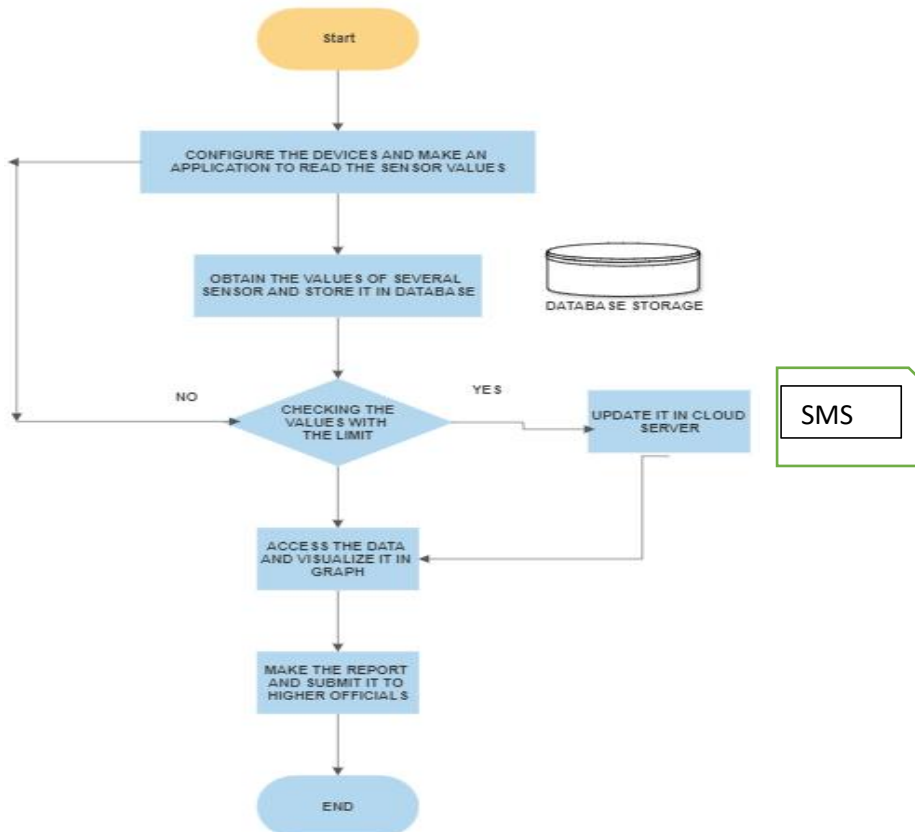 Start
CONFIGURE THE DEVICES AND MAKE AN
APPLICATION TO READ THE SENSOR VALUES
OBTAIN THE VALUES OF SEVERAL
SENSOR AND STORE IT IN DATABASE
DATABASE STORAGE
NO
CHECKING THE
VALUES WITH
THE LIMIT
YES
UPDATE IT IN CLOUD
SERVER
SMS
ACCESS THE DATA
AND VISUALIZE IT IN
GRAPH
MAKE THE REPORT
AND SUBMIT IT TO
HIGHER OFFICIALS
END